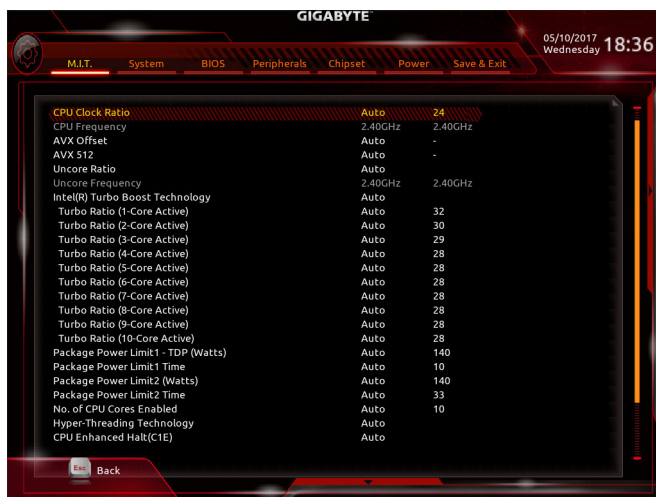 GIGABYTE™
05/10/2017
Wednesday 18:36
M.I.T. System BIOS Peripherals Chipset Power Save & Exit
CPU Clock Ratio Auto 24
CPU Frequency 2.40GHz 2.40GHz
AVX Offset Auto -
AVX 512 Auto -
Uncore Ratio Auto
Uncore Frequency 2.40GHz 2.40GHz
Intel(R) Turbo Boost Technology Auto
Turbo Ratio (1-Core Active) Auto 32
Turbo Ratio (2-Core Active) Auto 30
Turbo Ratio (3-Core Active) Auto 29
Turbo Ratio (4-Core Active) Auto 28
Turbo Ratio (5-Core Active) Auto 28
Turbo Ratio (6-Core Active) Auto 28
Turbo Ratio (7-Core Active) Auto 28
Turbo Ratio (8-Core Active) Auto 28
Turbo Ratio (9-Core Active) Auto 28
Turbo Ratio (10-Core Active) Auto 28
Package Power Limit1 - TDP (Watts) Auto 140
Package Power Limit1 Time Auto 10
Package Power Limit2 (Watts) Auto 140
Package Power Limit2 Time Auto 33
No. of CPU Cores Enabled Auto 10
Hyper-Threading Technology Auto
CPU Enhanced Halt(C1E) Auto
Esc Back